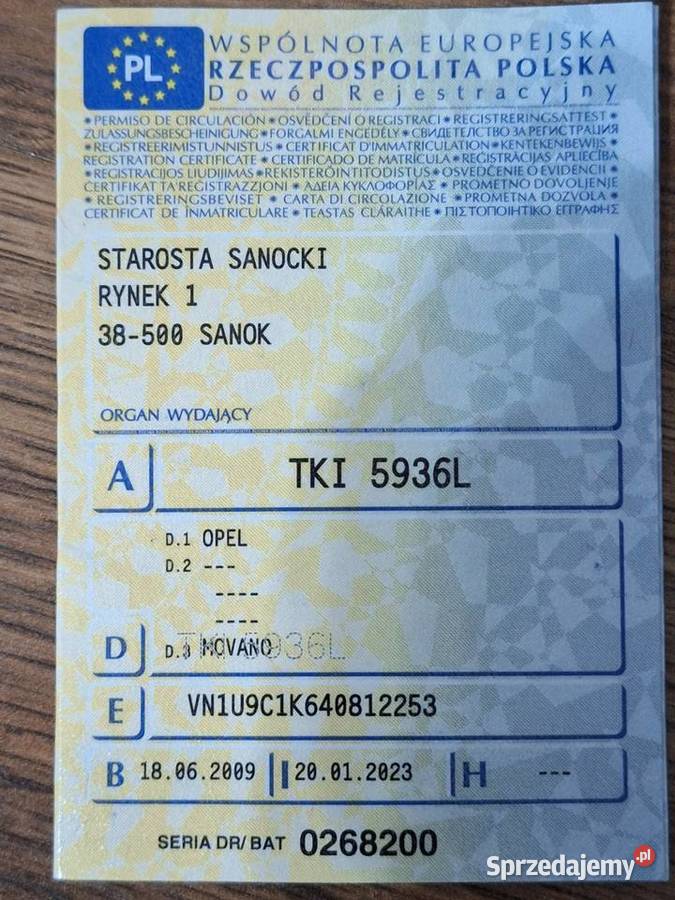 PL
WSPÓLNOTA EUROPEJSKA
RZECZPOSPOLITA POLSKA
Dowód Rejestracyjny
•PERMISO DE CIRCULACIÓN•OSVĚDČENÍ O REGISTRACI•REGISTRERINGSATTEST•
ZULASSUNGSBESCHEINIGUNG•FORGALMI ENGEDÉLY•СВИДЕТЕЛСТВО ЗА РЕГИСТРАЦИЯ
•REGISTREERIMISTUNNISTUS•CERTIFICAT D'IMMATRICULATION•KENTEKENBEWIJS
REGISTRATION CERTIFICATE•CERTIFICADO DE MATRÍCULA•REĢISTRĀCIJAS APLIECĪBA
•REGISTRACIJOS LIUDIJIMAS•REKISTERÖINTITODISTUS•OSVEDČENIE O EVIDENCII•
ĊERTIFIKAT TA'REĠISTRAZZJONI•ΑΔΕΙΑ ΚΥΚΛΟΦΟΡΙΑΣ•PROMETNO DOVOLJENJE
•REGISTRERINGSBEVISET•CARTA DI CIRCOLAZIONE•PROMETNA DOZVOLA•
CERTIFICAT DE ÎNMATRICULARE•TEASTAS CLÁRAITHE•ΠΙΣΤΟΠΟΙΗΤΙΚΟ ΕΓΓΡΑΦΗΣ
STAROSTA SANOCKI
RYNEK 1
38-500 SANOK
ORGAN WYDAJĄCY
A TKI 5936L
D.1 OPEL
D.2 ---
----
----
D D.3 MOVANO
TKI 5936L
E VN1U9C1K640812253
B 18.06.2009 I 20.01.2023 H ---
SERIA DR/BAT 0268200
Sprzedajemy.pl